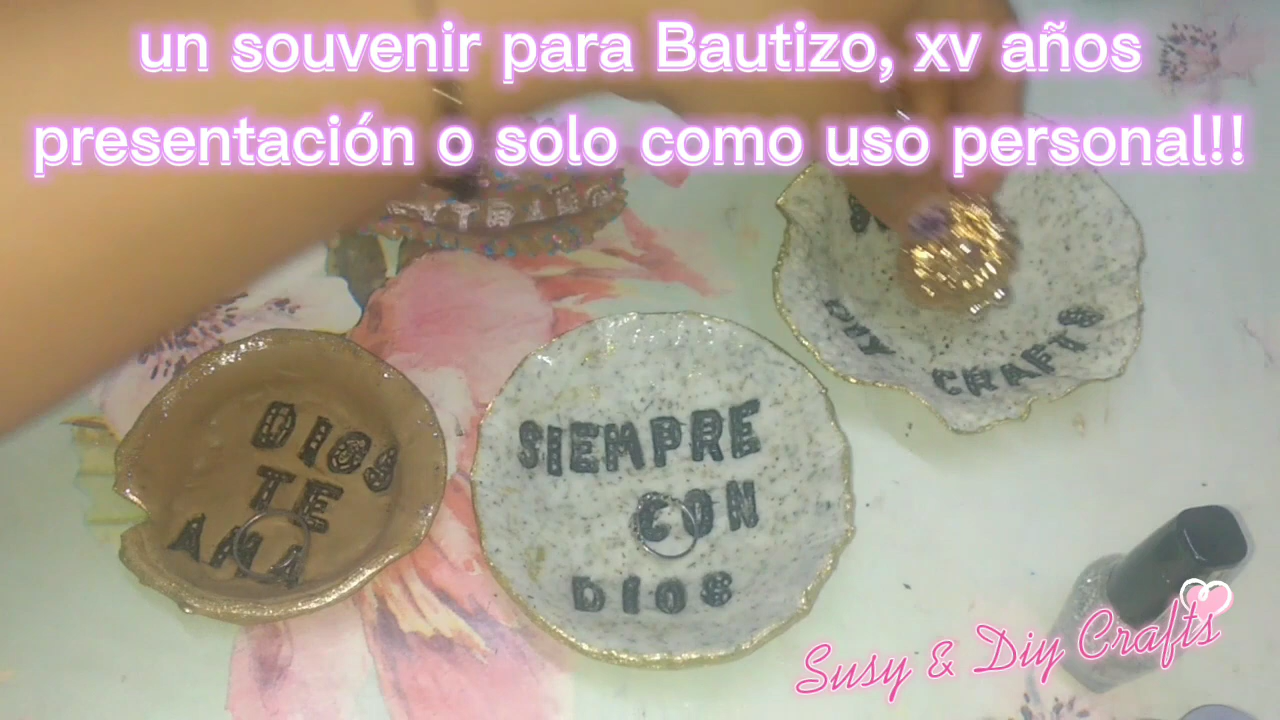 un souvenir para Bautizo, xv años
presentación o solo como uso personal!!
DIOS
TE
AMA
SIEMPRE
CON
DIOS
DIY CRAFTS
Susy & Diy Crafts